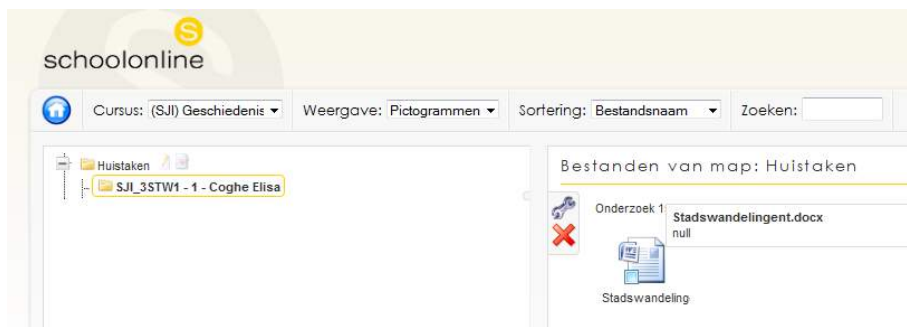 S
schoolonline
Cursus: (SJI) Geschiedenis Weergave: Pictogrammen Sortering: Bestandsnaam Zoeken:
Huistaken
SJI_3STW1 - 1 - Coghe Elisa
Bestanden van map: Huistaken
Onderzoek 1
Stadswandelingent.docx
null
Stadswandeling